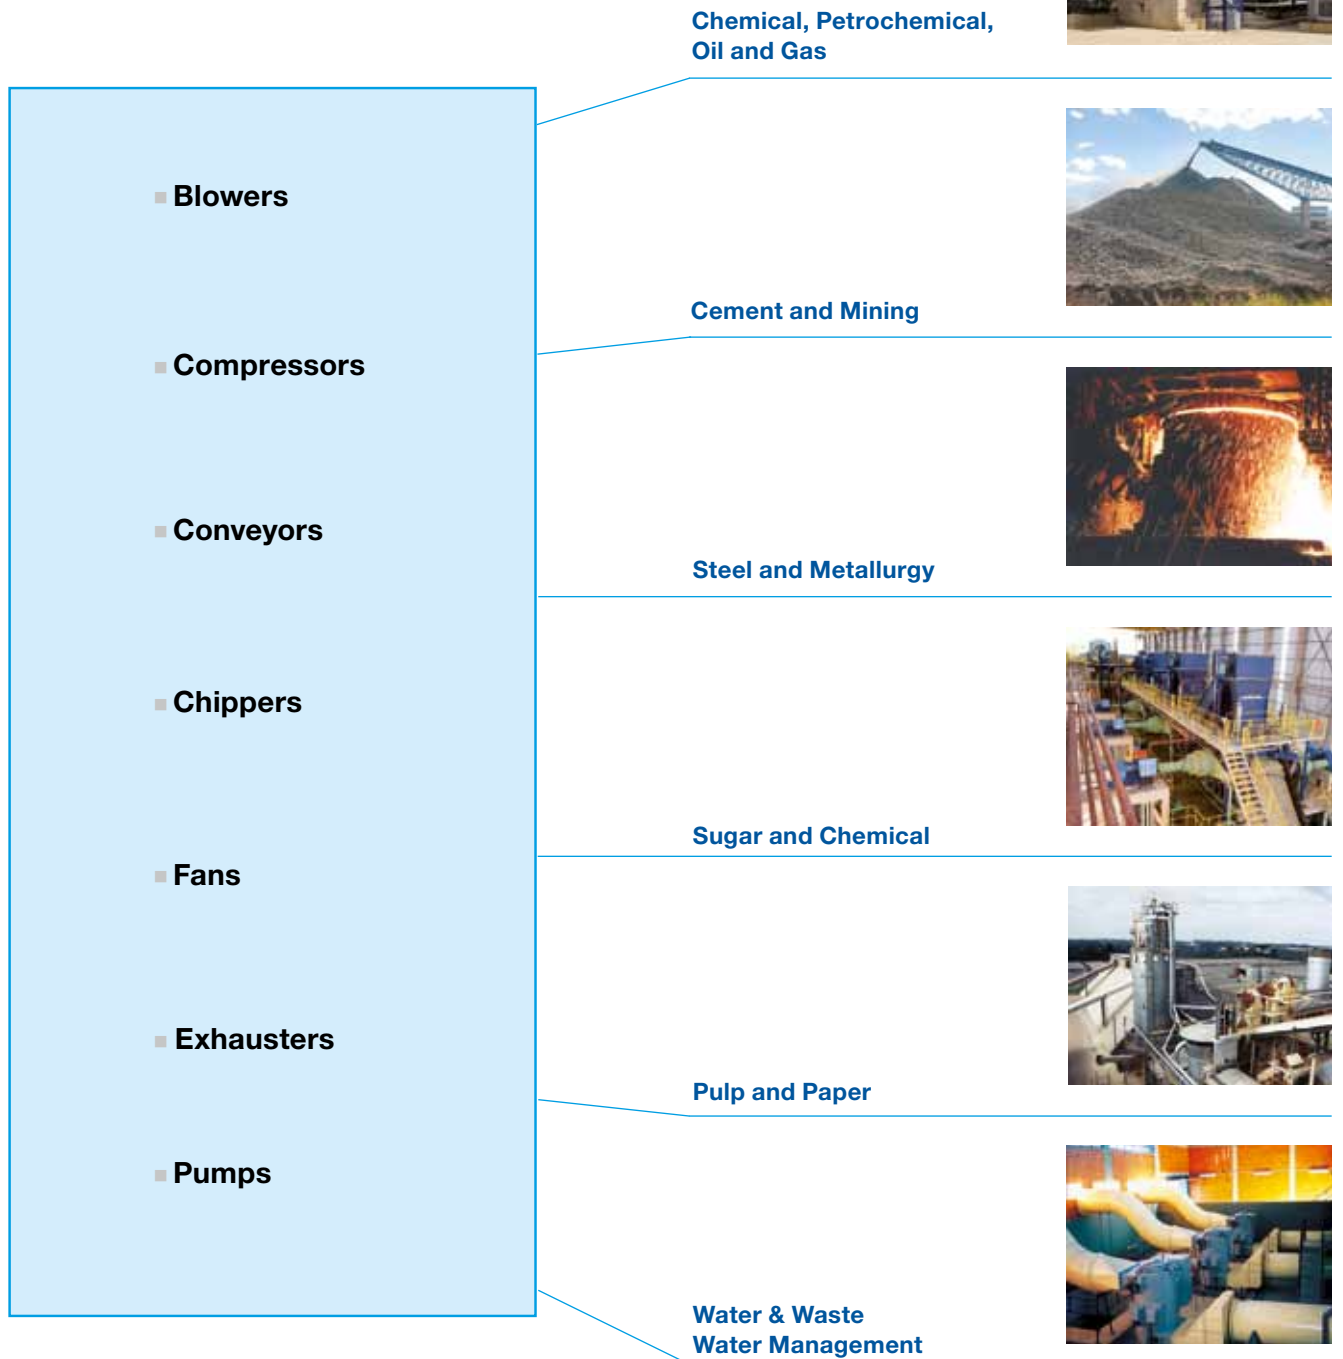 Chemical, Petrochemical,
Oil and Gas
Blowers
Cement and Mining
Compressors
Conveyors
Steel and Metallurgy
Chippers
Sugar and Chemical
Fans
Exhausters
Pulp and Paper
Pumps
Water & Waste
Water Management